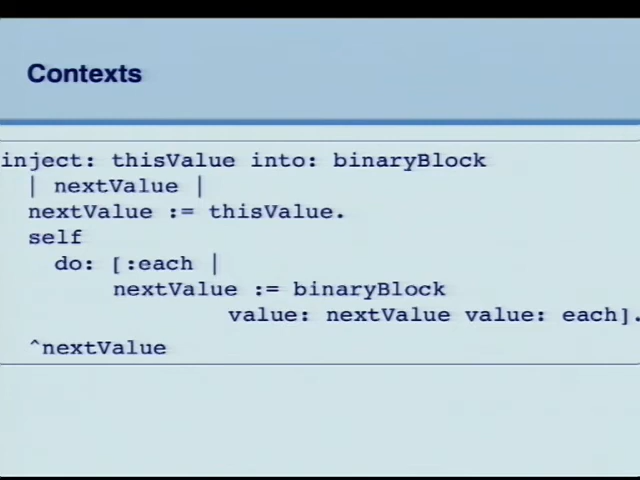 Contexts
inject: thisValue into: binaryBlock
| nextValue |
nextValue := thisValue.
self
do: [:each |
nextValue := binaryBlock
value: nextValue value: each].
^nextValue